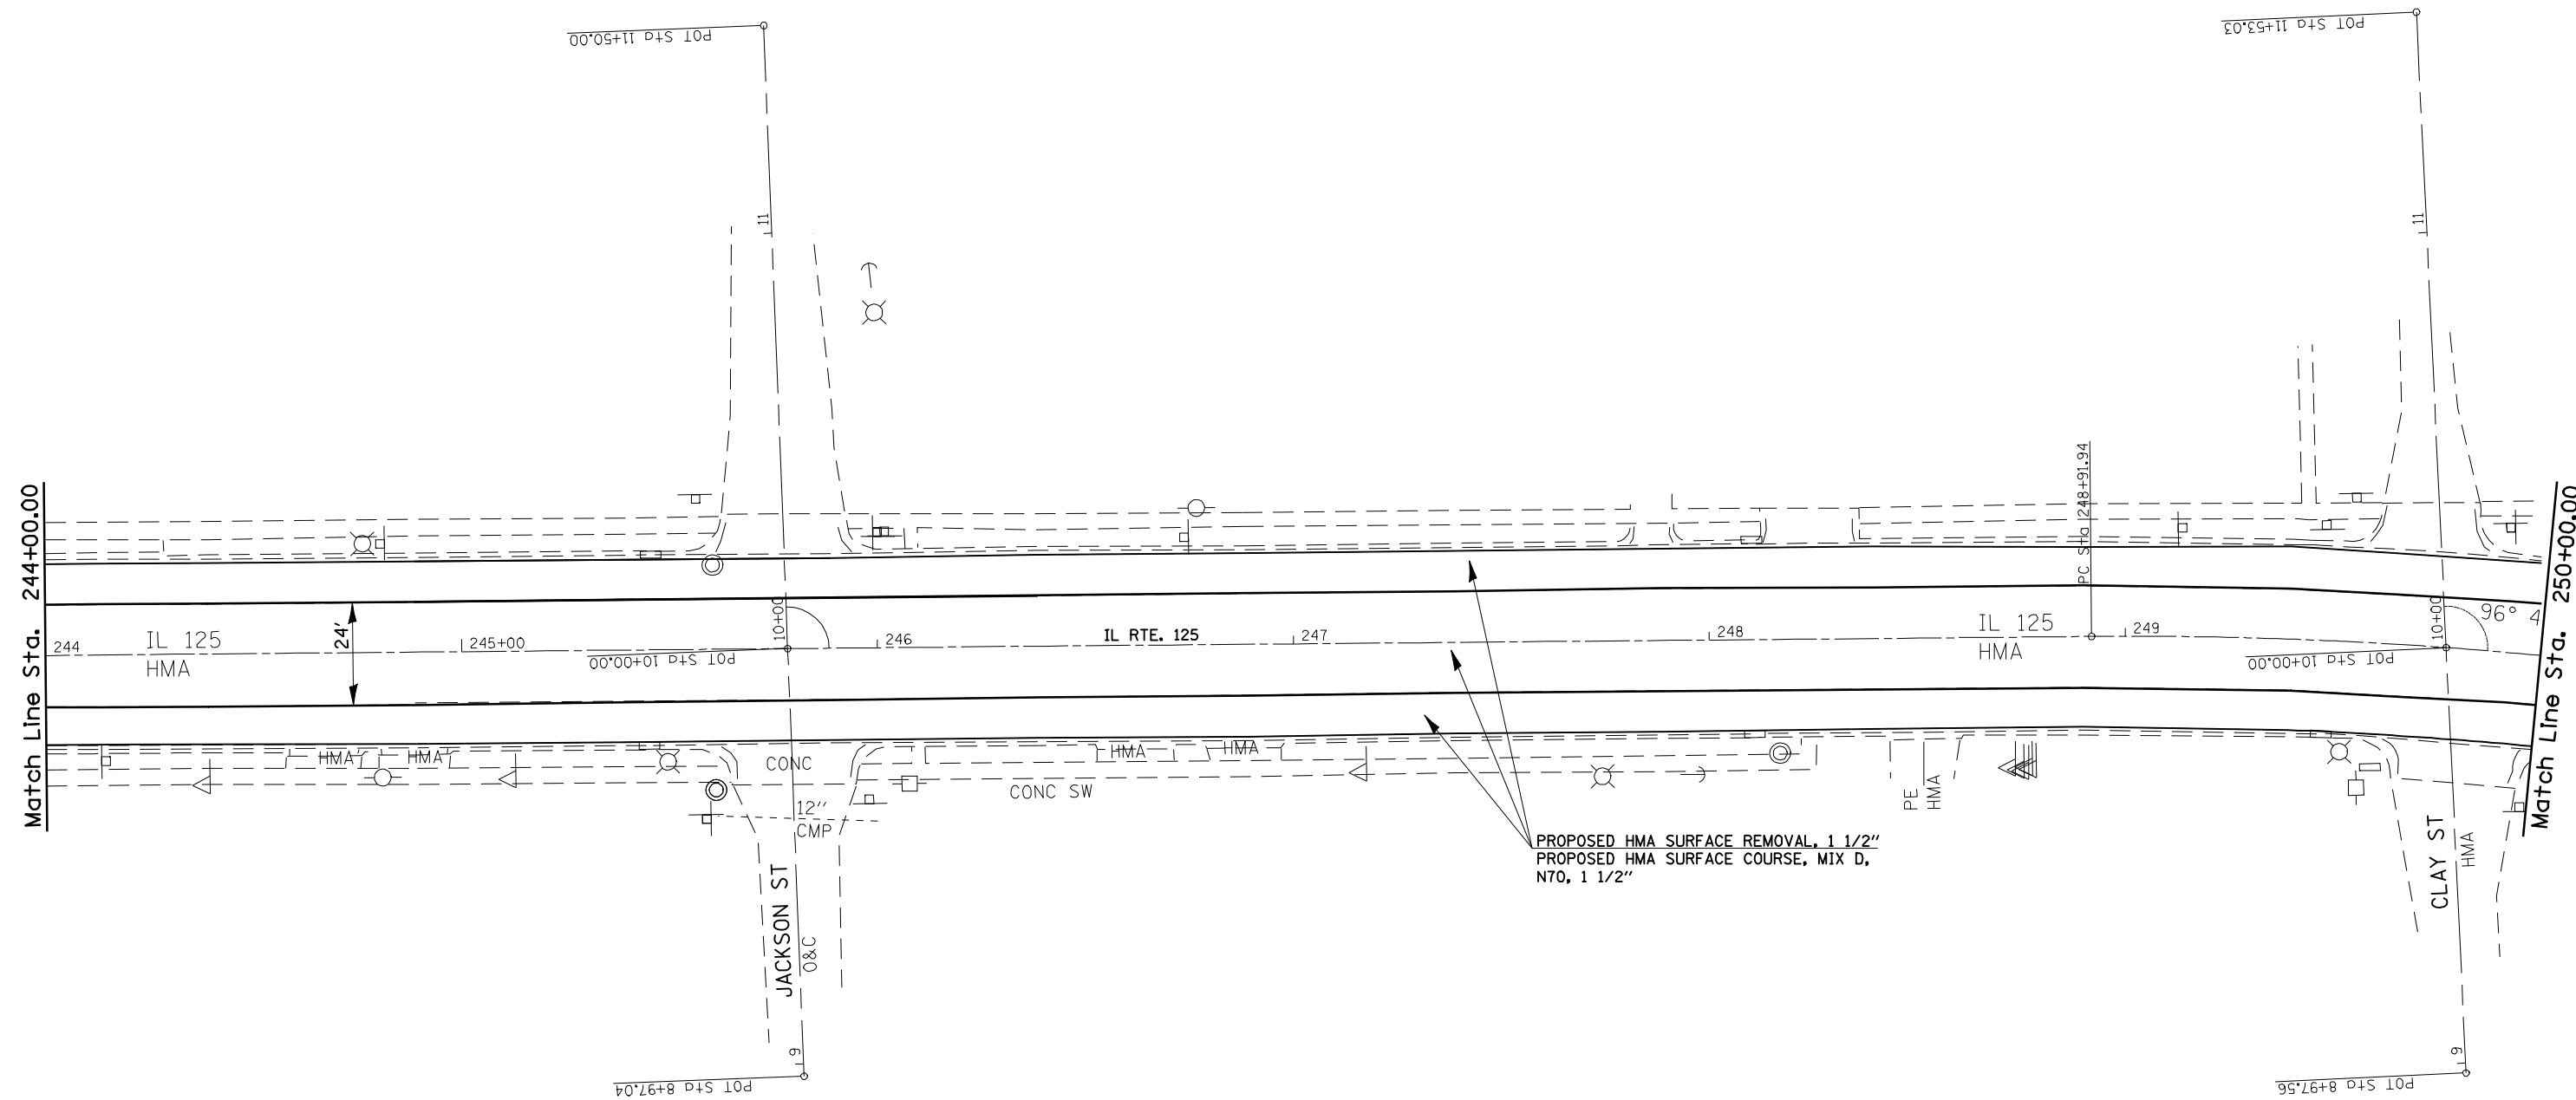 POT Sta 11+50.00
POT Sta 11+53.03
11
11
Match Line Sta. 244+00.00
244
IL 125
HMA
24'
245+00
POT Sta 10+00.00
10+00
246
IL RTE. 125
247
248
PC Sta 248+91.94
IL 125
HMA
249
POT Sta 10+00.00
10+00
96° 4
Match Line Sta. 250+00.00
HMA
HMA
CONC
12"
CMP
CONC SW
HMA
HMA
PE
HMA
PROPOSED HMA SURFACE REMOVAL, 1 1/2"
PROPOSED HMA SURFACE COURSE, MIX D,
N70, 1 1/2"
JACKSON ST
O&C
CLAY ST
HMA
9
9
POT Sta 8+97.04
POT Sta 8+97.56